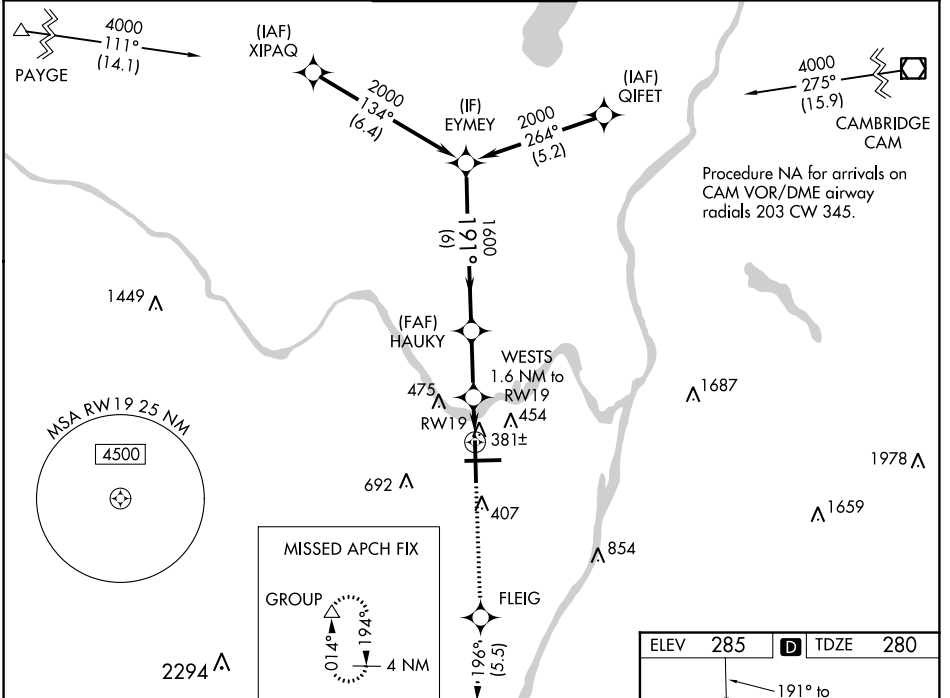 4000
111°
(14.1)
PAYGE
(IAF)
XIPAQ
2000
134°
(6.4)
(IF)
EYMEY
(IAF)
QIFET
2000
264°
(5.2)
4000
275°
(15.9)
CAMBRIDGE
CAM
Procedure NA for arrivals on
CAM VOR/DME airway
radials 203 CW 345.
1600
191°
(6)
1449
(FAF)
HAUKY
WESTS
1.6 NM to
RW19
475
454
RW19
381±
1687
1978
1659
692
407
854
MSA RW19 25 NM
4500
MISSED APCH FIX
GROUP
014°
194°
4 NM
FLEIG
196°
(5.5)
2294
ELEV 285 D TDZE 280
191° to